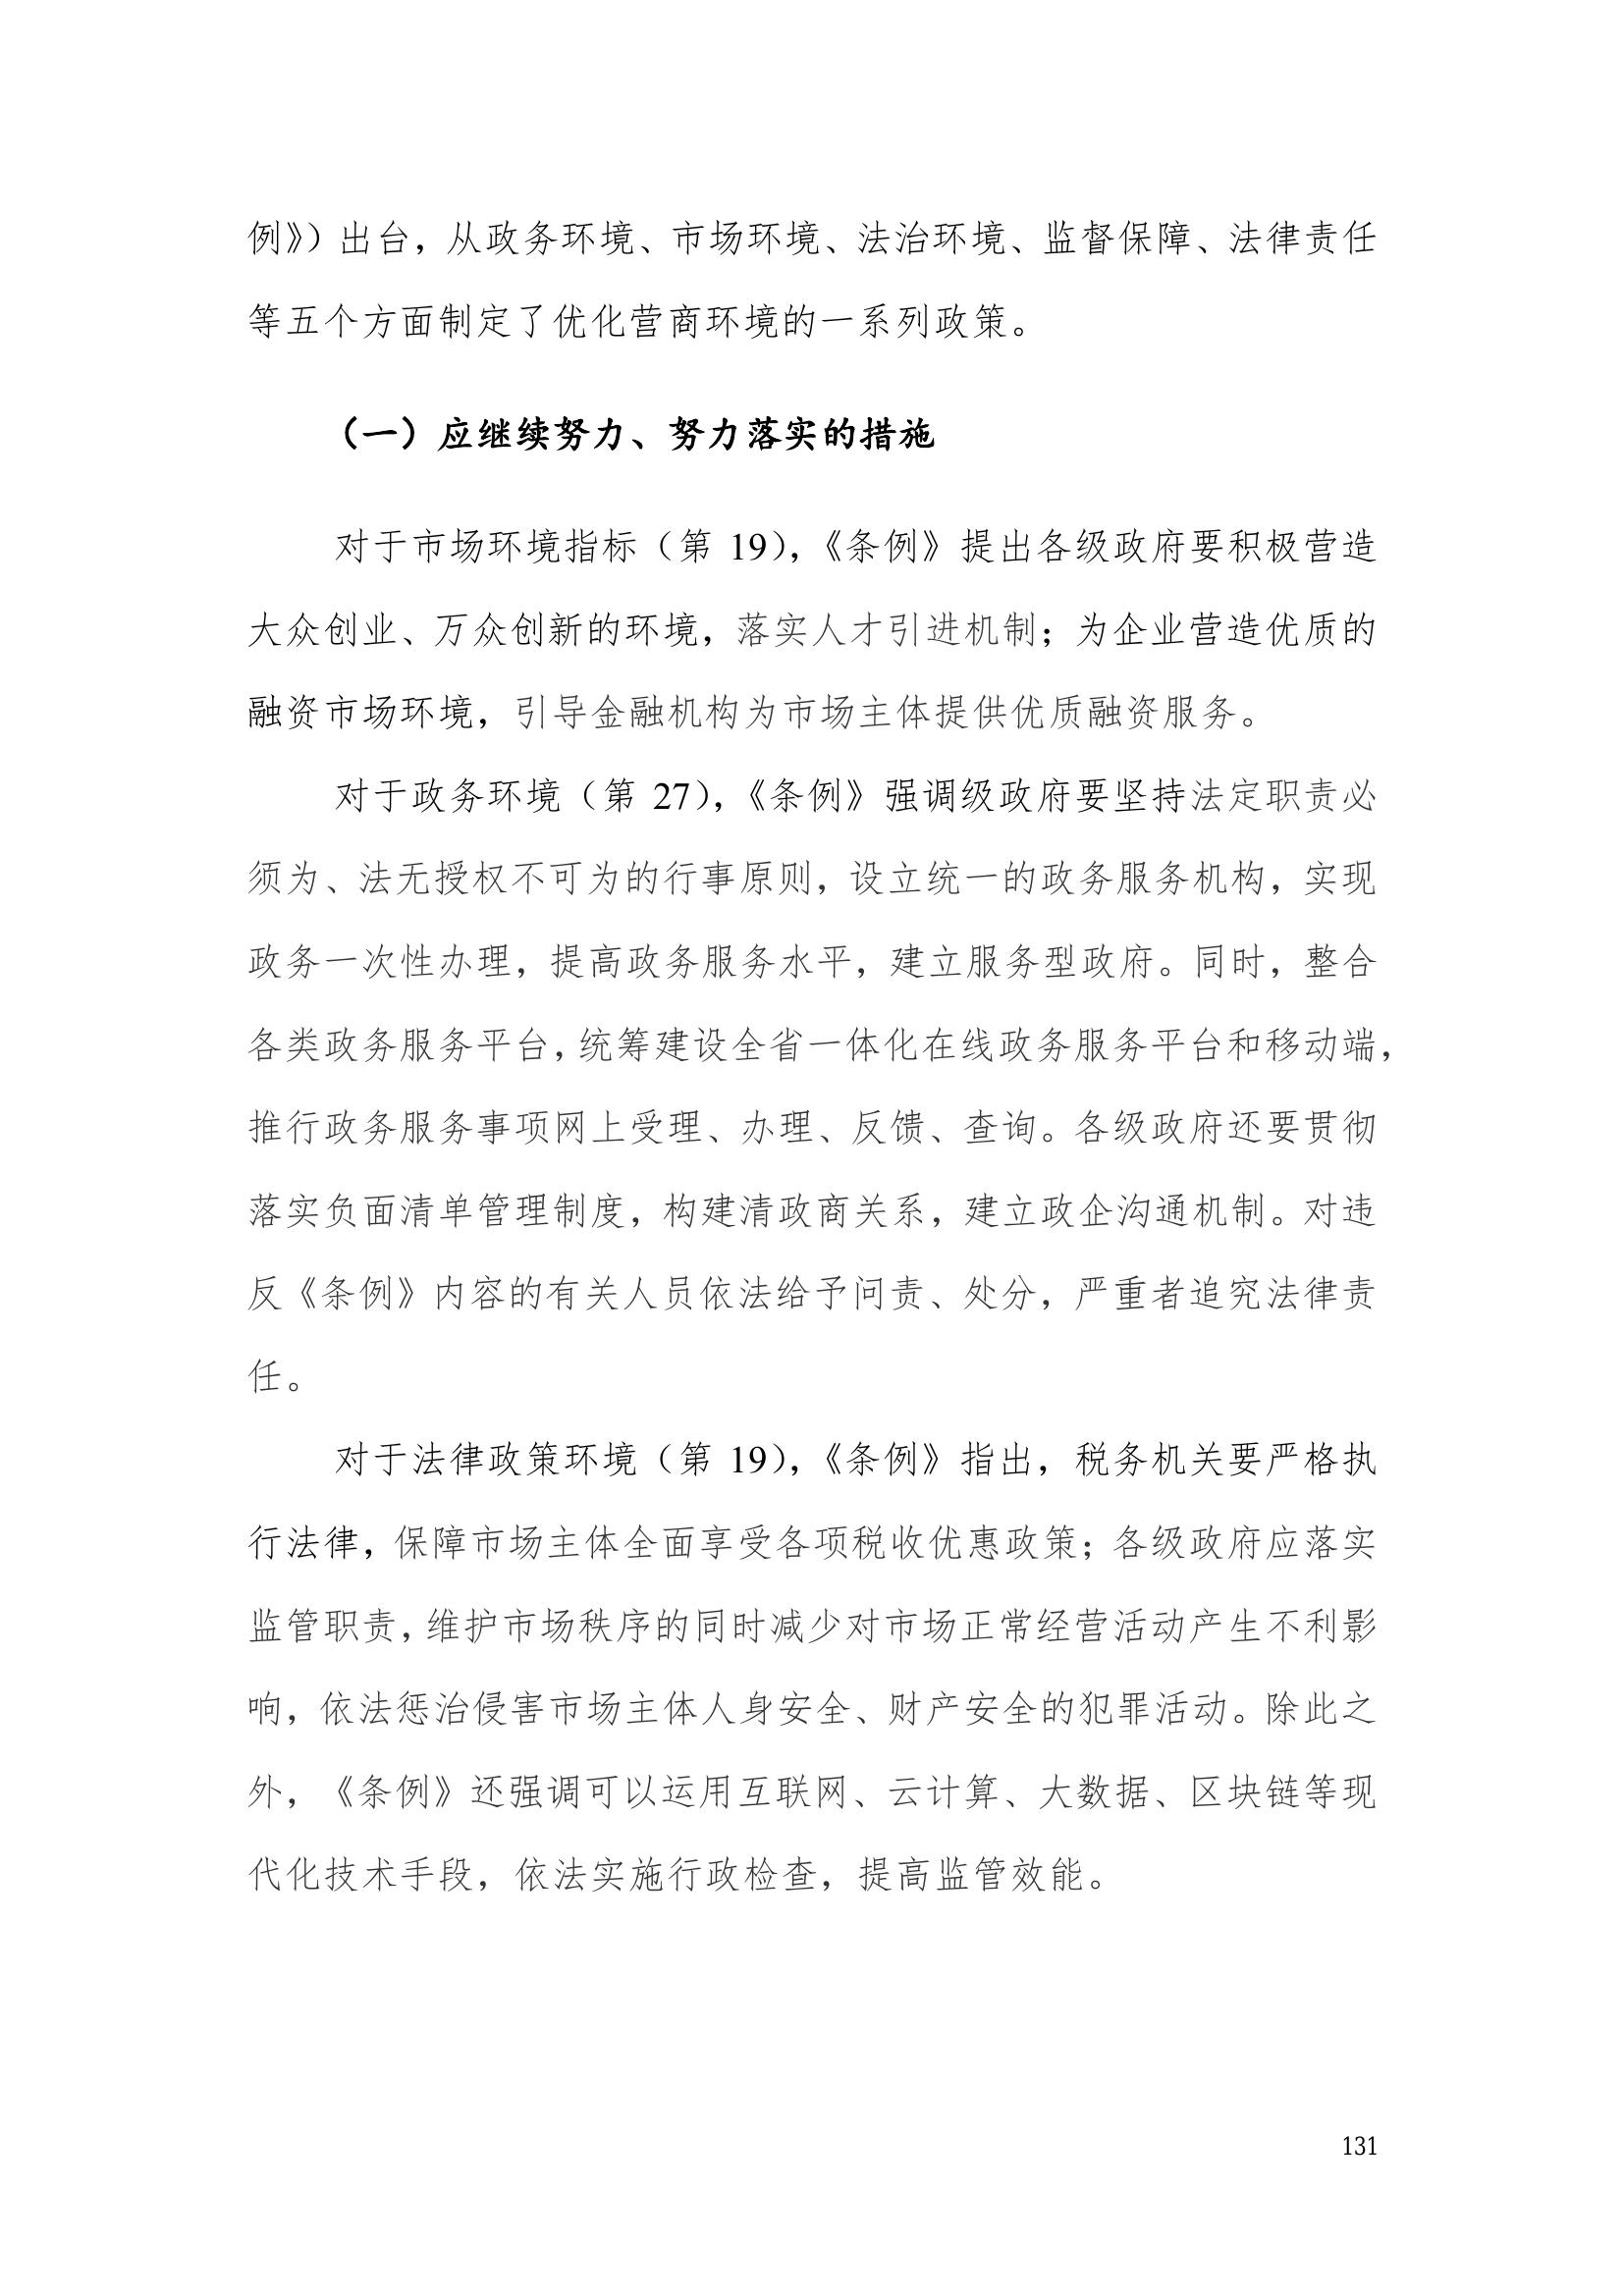 例》）出台，从政务环境、市场环境、法治环境、监督保障、法律责任
等五个方面制定了优化营商环境的一系列政策。
（一）应继续努力、努力落实的措施
对于市场环境指标（第 19），《条例》提出各级政府要积极营造
大众创业、万众创新的环境，落实人才引进机制；为企业营造优质的
融资市场环境，引导金融机构为市场主体提供优质融资服务。
对于政务环境（第 27），《条例》强调级政府要坚持法定职责必
须为、法无授权不可为的行事原则，设立统一的政务服务机构，实现
政务一次性办理，提高政务服务水平，建立服务型政府。同时，整合
各类政务服务平台，统筹建设全省一体化在线政务服务平台和移动端，
推行政务服务事项网上受理、办理、反馈、查询。各级政府还要贯彻
落实负面清单管理制度，构建清政商关系，建立政企沟通机制。对违
反《条例》内容的有关人员依法给予问责、处分，严重者追究法律责
任。
对于法律政策环境（第 19），《条例》指出，税务机关要严格执
行法律，保障市场主体全面享受各项税收优惠政策；各级政府应落实
监管职责，维护市场秩序的同时减少对市场正常经营活动产生不利影
响，依法惩治侵害市场主体人身安全、财产安全的犯罪活动。除此之
外，《条例》还强调可以运用互联网、云计算、大数据、区块链等现
代化技术手段，依法实施行政检查，提高监管效能。
131